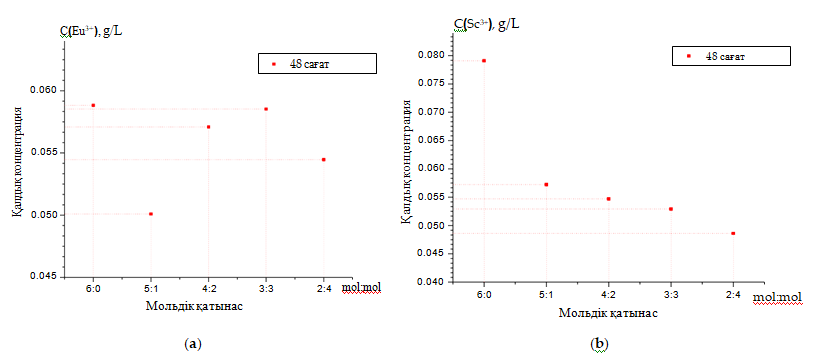 C(Eu³⁺), g/L
48 сағат
Қалдық концентрация
0.060
0.055
0.050
0.045
6:0 5:1 4:2 3:3 2:4 mol:mol
Мольдік қатынас
(a)
C(Sc³⁺), g/L
48 сағат
Қалдық концентрация
0.080
0.075
0.070
0.065
0.060
0.055
0.050
0.045
0.040
6:0 5:1 4:2 3:3 2:4 mol:mol
Мольдік қатынас
(b)